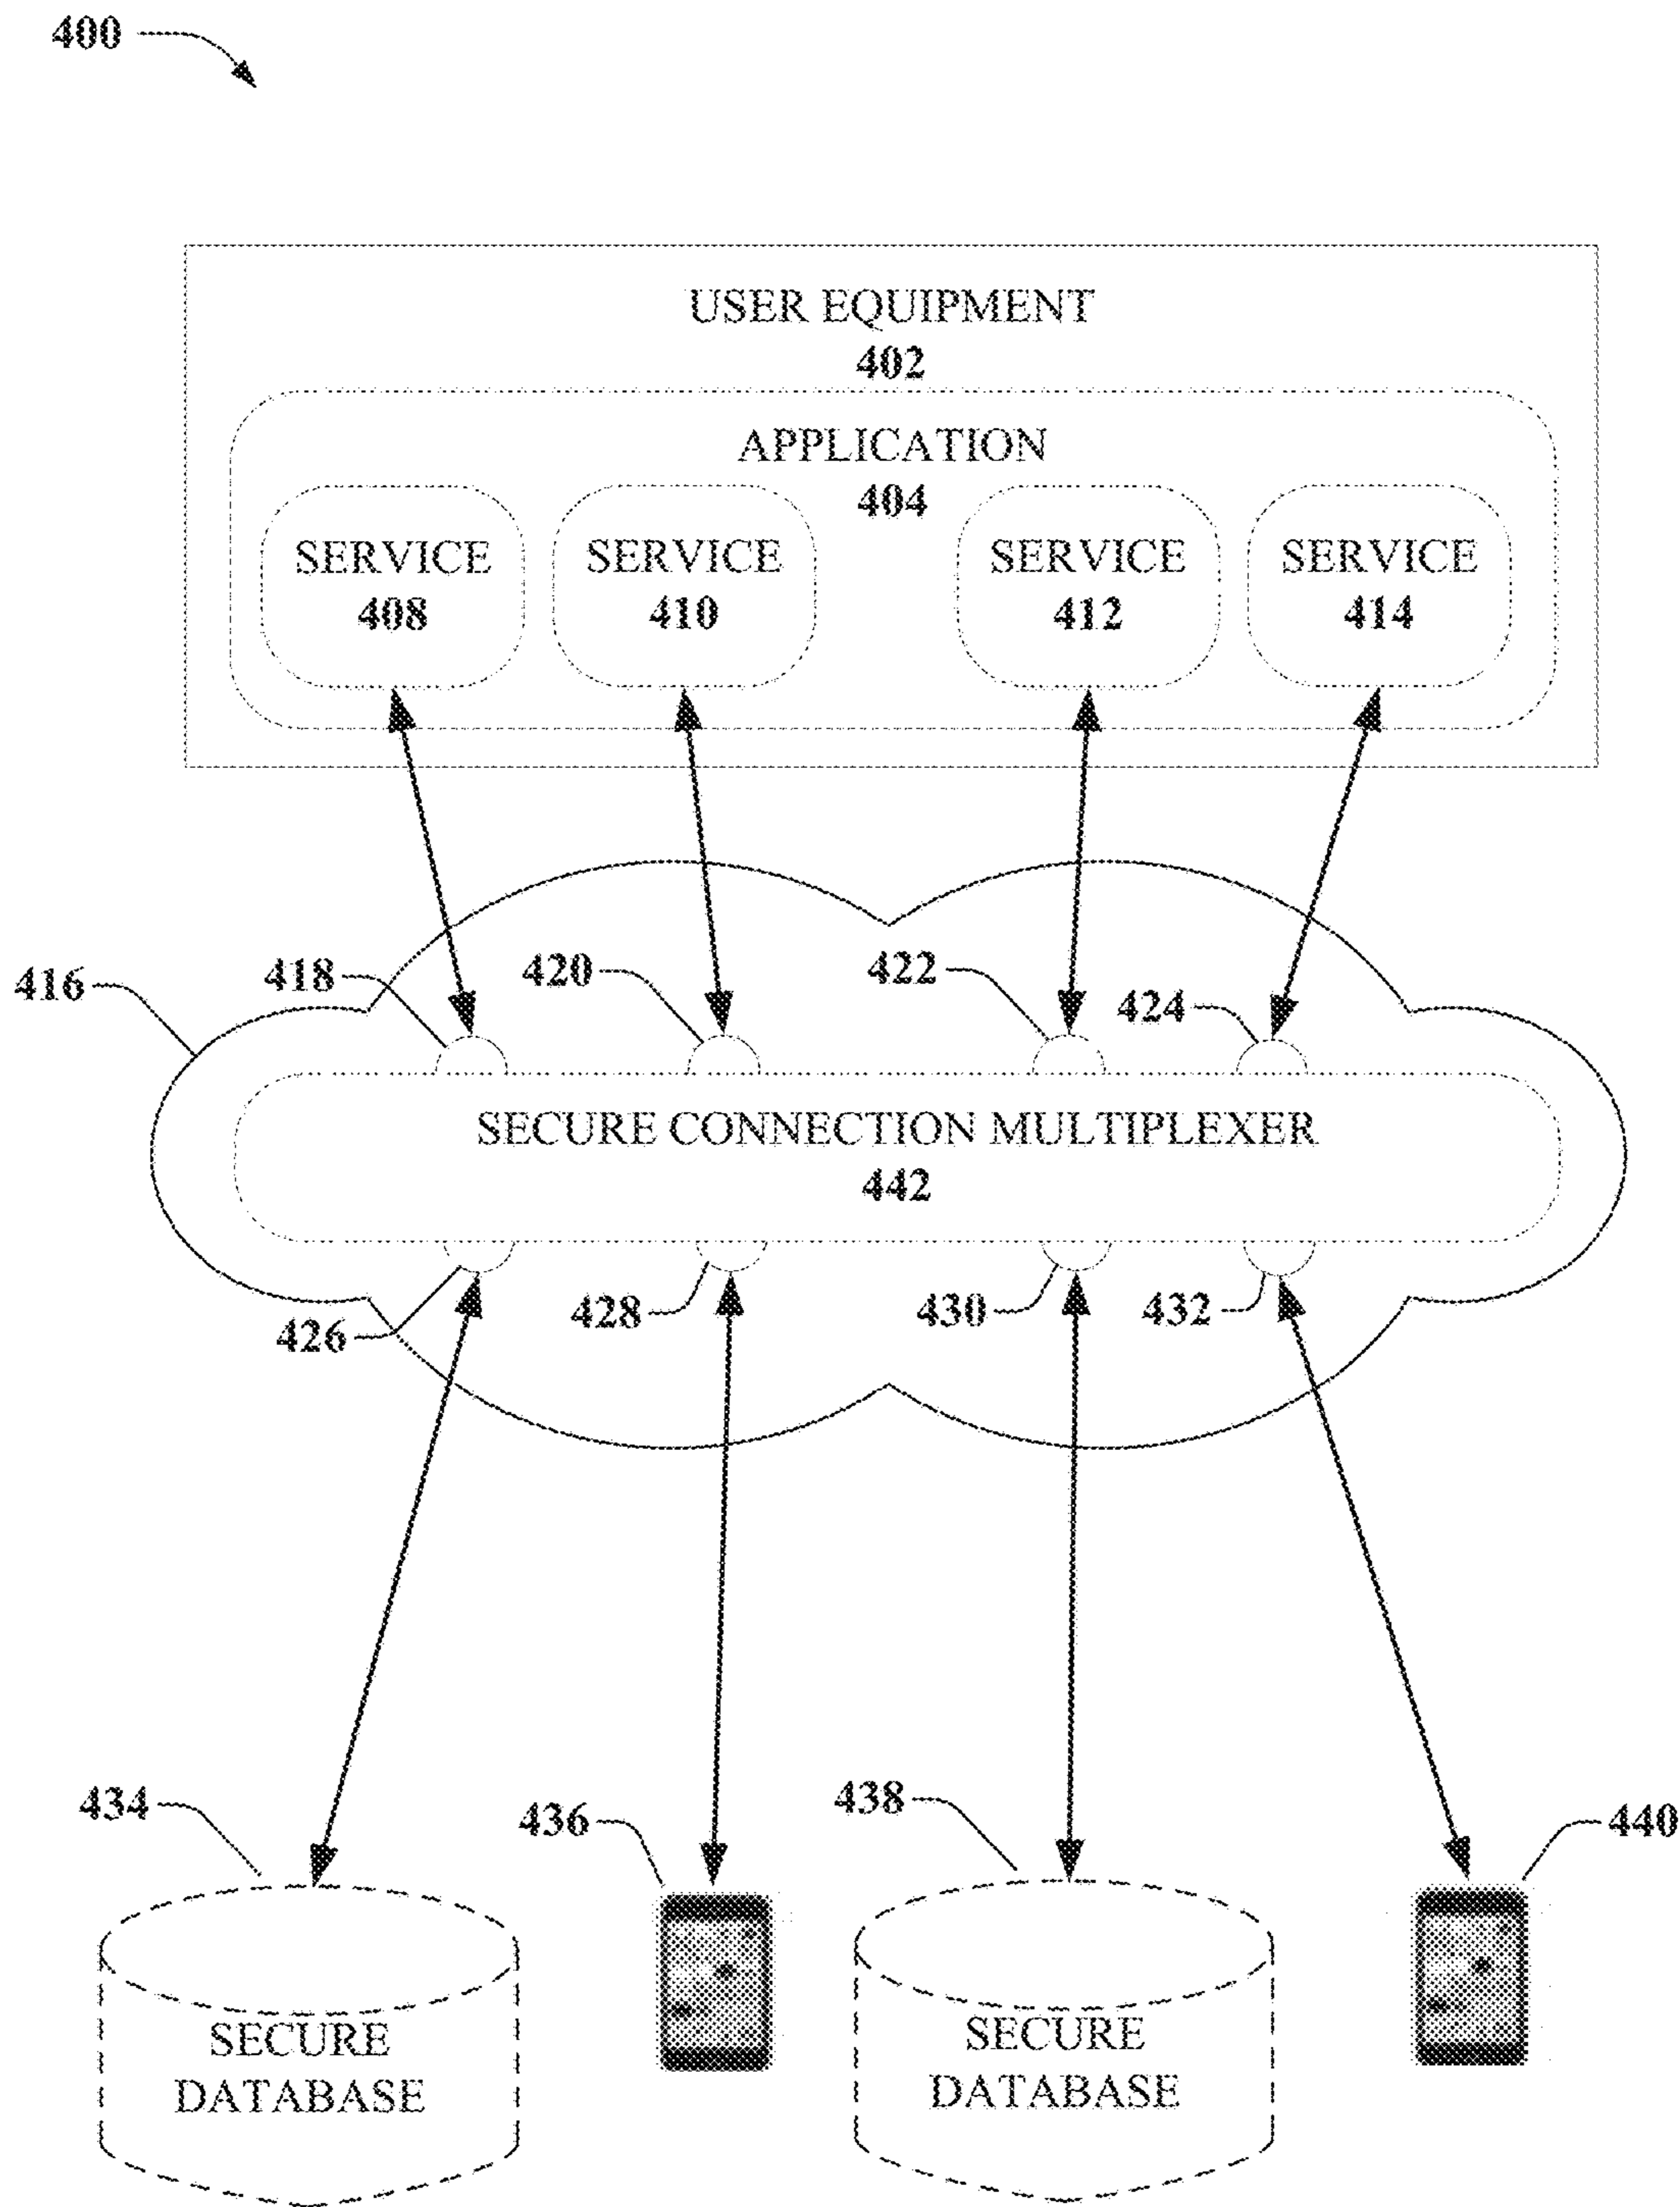 400
USER EQUIPMENT
402
APPLICATION
404
SERVICE
408
SERVICE
410
SERVICE
412
SERVICE
414
416
418
420
422
424
SECURE CONNECTION MULTIPLEXER
442
426
428
430
432
434
436
438
440
SECURE
DATABASE
SECURE
DATABASE